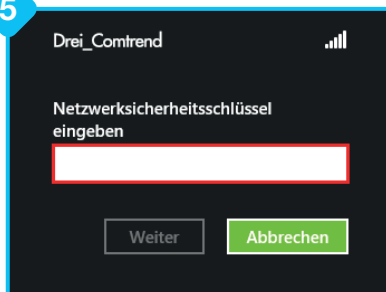 5
Drei_Comtrend
Netzwerksicherheitsschlüssel
eingeben
Weiter Abbrechen